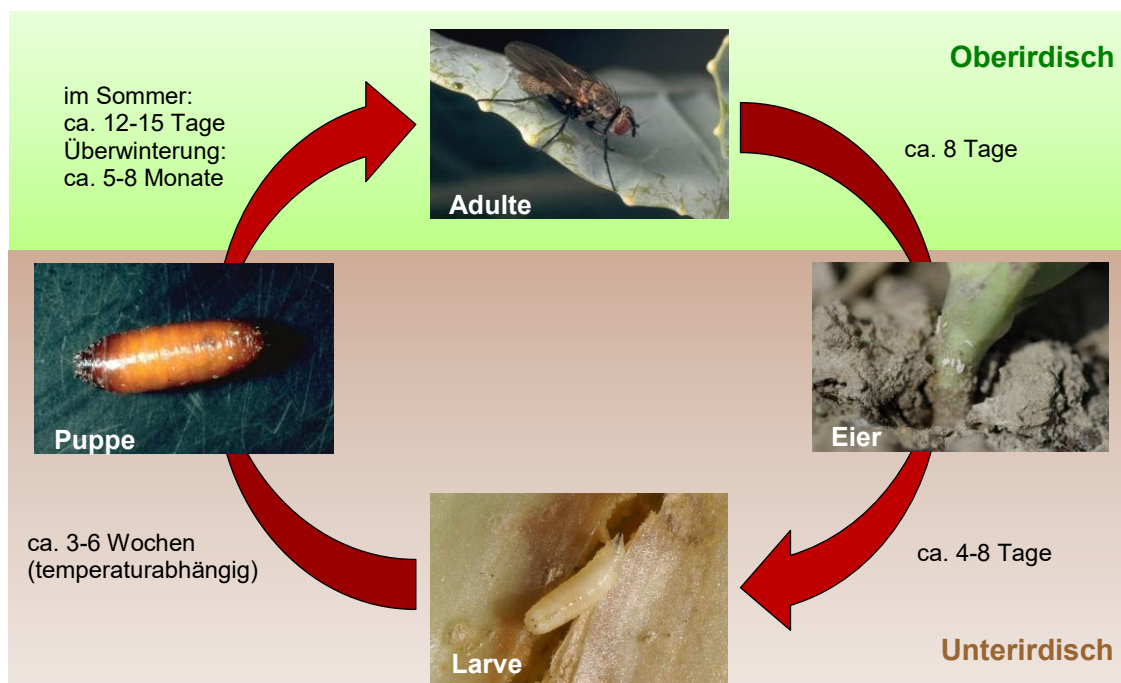 Oberirdisch
im Sommer:
ca. 12-15 Tage
Überwinterung:
ca. 5-8 Monate
Adulte
ca. 8 Tage
Puppe
Eier
ca. 3-6 Wochen
(temperaturabhängig)
ca. 4-8 Tage
Larve
Unterirdisch